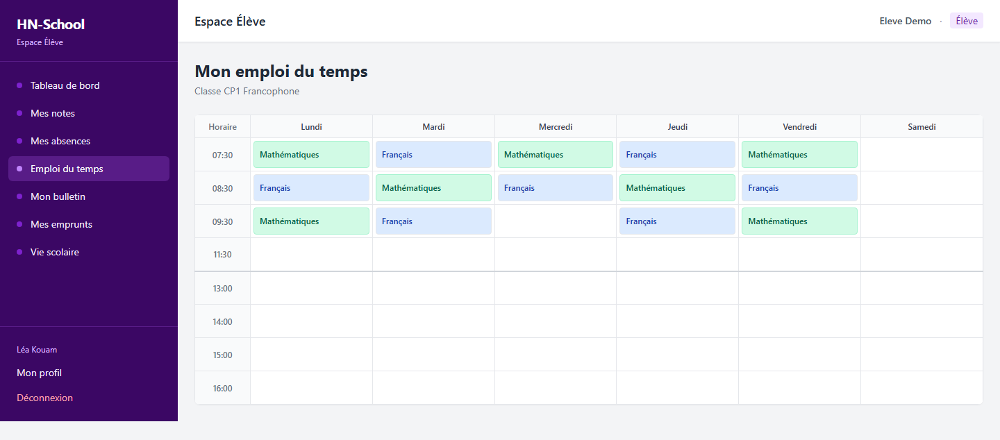 HN-School
Espace Élève
Tableau de bord
Mes notes
Mes absences
Emploi du temps
Mon bulletin
Mes emprunts
Vie scolaire
Léa Kouam
Mon profil
Déconnexion
Espace Élève
Eleve Demo · Élève
Mon emploi du temps
Classe CP1 Francophone
Horaire Lundi Mardi Mercredi Jeudi Vendredi Samedi
07:30 Mathématiques Français Mathématiques Français Mathématiques
08:30 Français Mathématiques Français Mathématiques Français
09:30 Mathématiques Français Français Mathématiques
11:30
13:00
14:00
15:00
16:00